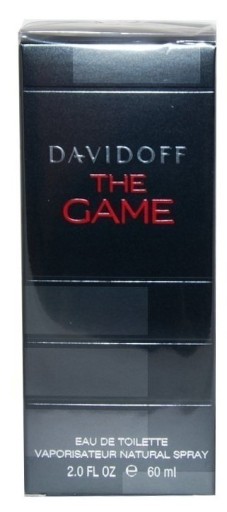 DAVIDOFF
THE
GAME
EAU DE TOILETTE
VAPORISATEUR NATURAL SPRAY
2.0 FL OZ ℮ 60 ml